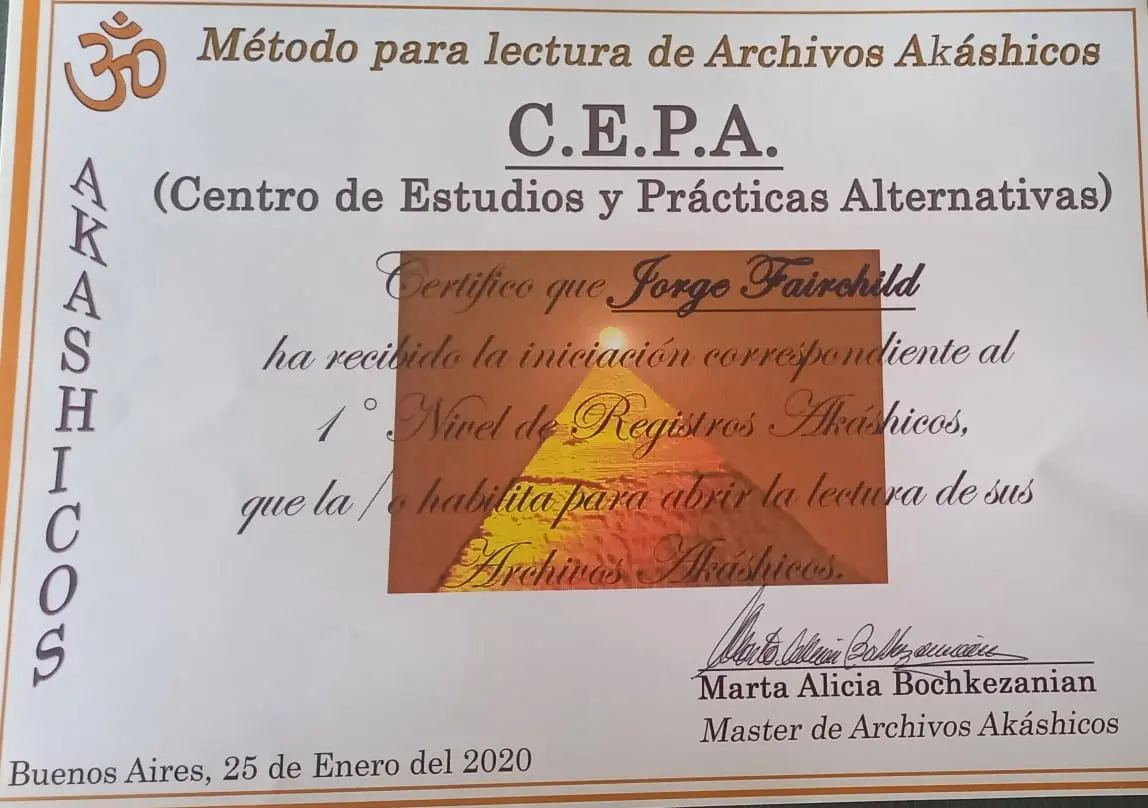 ॐ
Método para lectura de Archivos Akáshicos
C.E.P.A.
(Centro de Estudios y Prácticas Alternativas)
AKASHICOS
Certifico que Jorge Fairchild
ha recibido la iniciación correspondiente al
1° Nivel de Registros Akáshicos,
que la / o habilita para abrir la lectura de sus
Archivos Akáshicos.
Marta Alicia Bochkezanian
Marta Alicia Bochkezanian
Master de Archivos Akáshicos
Buenos Aires, 25 de Enero del 2020